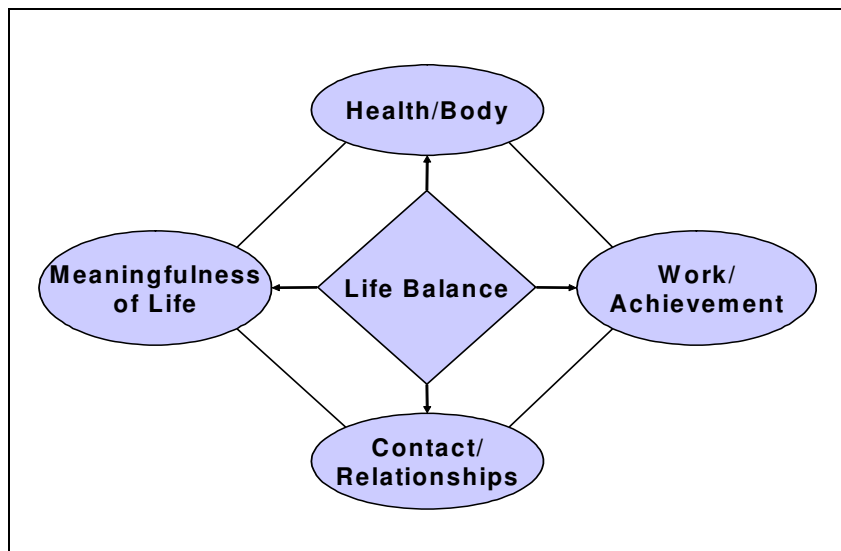 Health/Body
Meaningfulness
of Life
Life Balance
Work/
Achievement
Contact/
Relationships